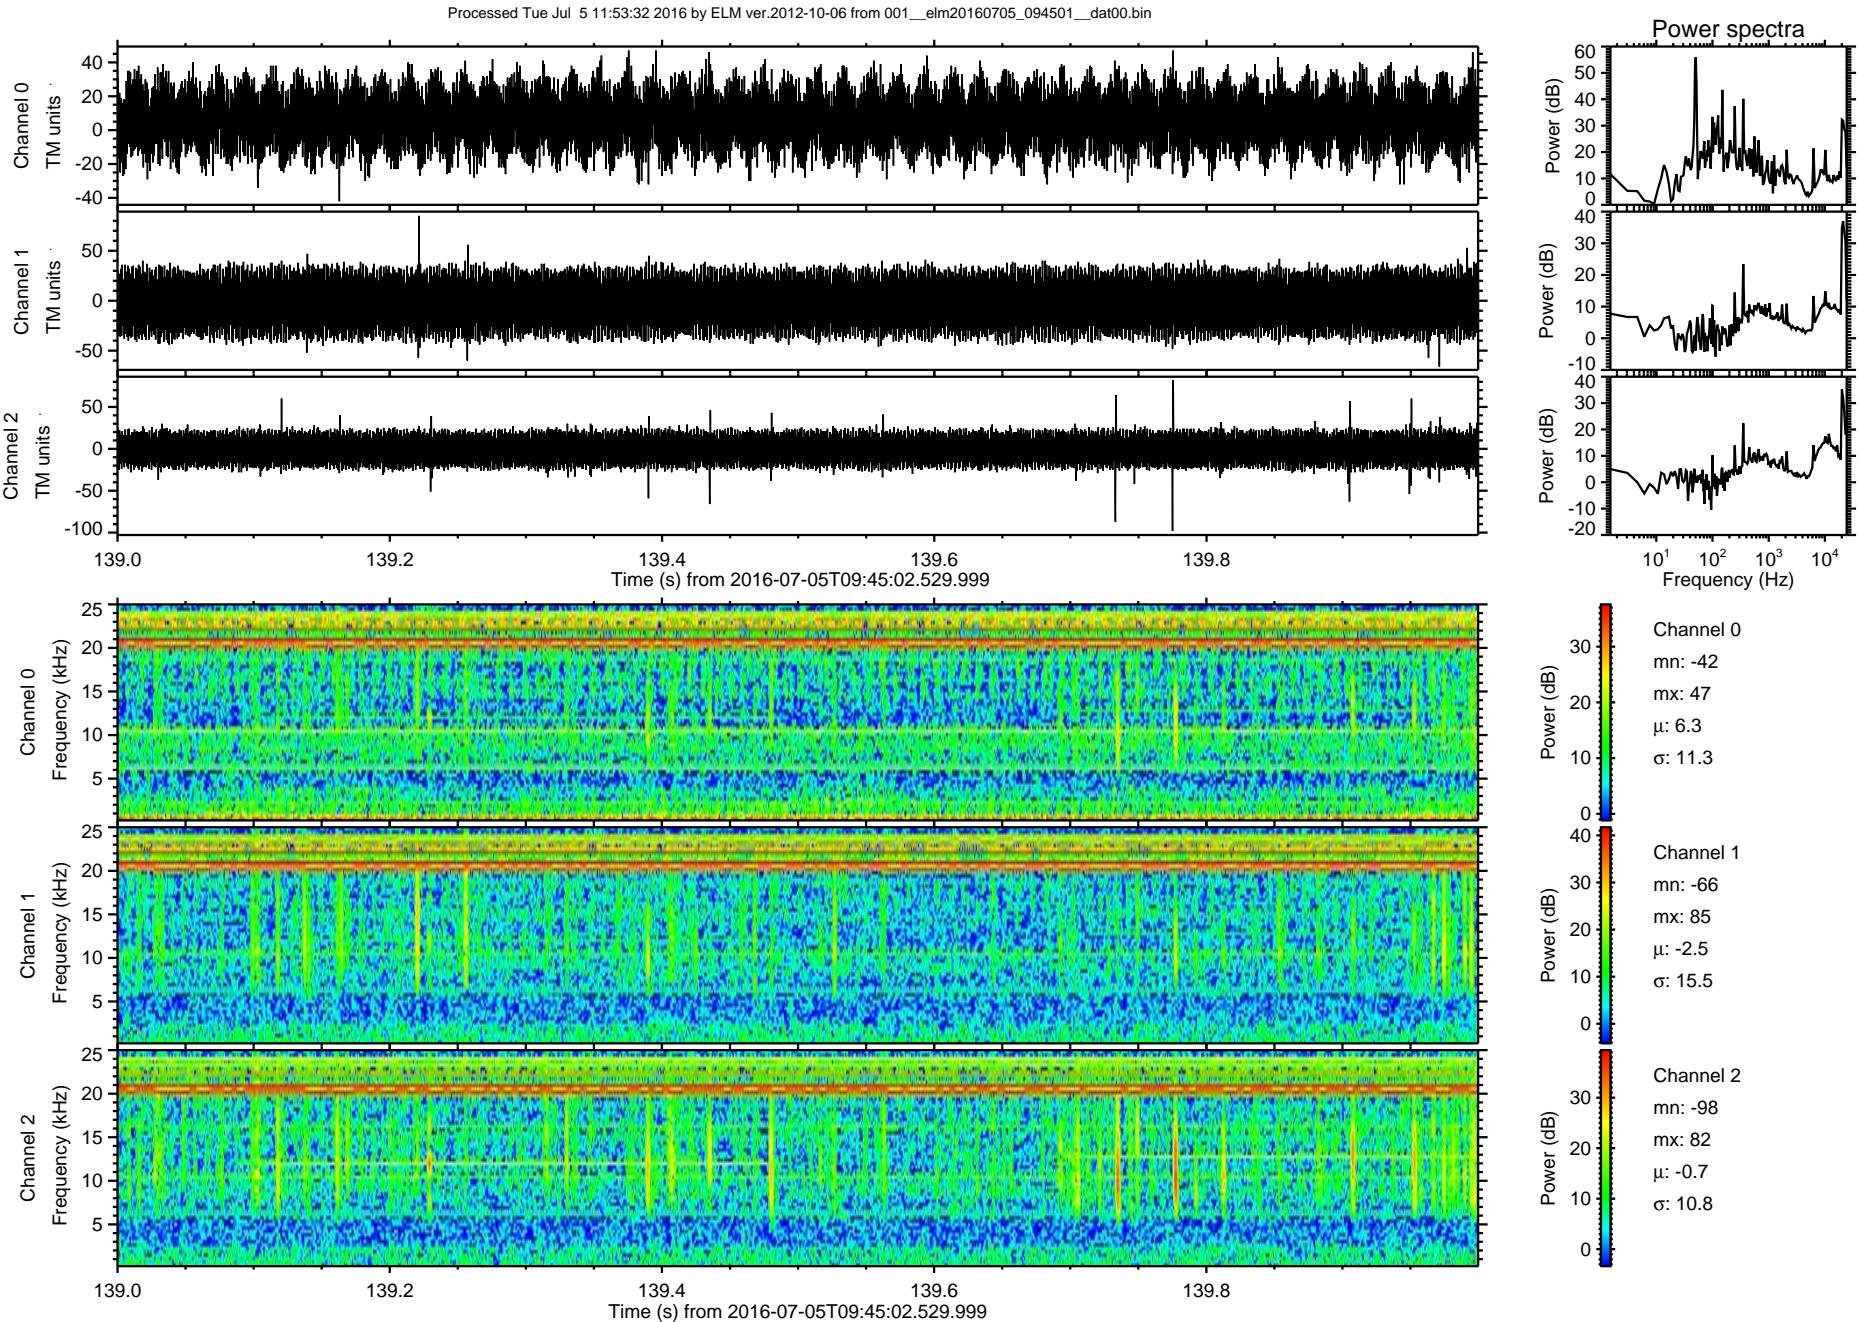 Processed Tue Jul 5 11:53:32 2016 by ELM ver.2012-10-06 from 001__elm20160705_094501__dat00.bin
Power spectra
Channel 0
TM units
40
20
0
-20
-40
Power (dB)
60
50
40
30
20
10
0
Channel 1
TM units
50
0
-50
Power (dB)
40
30
20
10
0
-10
Channel 2
TM units
50
0
-50
-100
Power (dB)
40
30
20
10
0
-10
-20
139.0 139.2 139.4 139.6 139.8
Time (s) from 2016-07-05T09:45:02.529.999
10¹ 10² 10³ 10⁴
Frequency (Hz)
Channel 0
Frequency (kHz)
25
20
15
10
5
Power (dB)
30
20
10
0
Channel 0
mn: -42
mx: 47
μ: 6.3
σ: 11.3
Channel 1
Frequency (kHz)
25
20
15
10
5
Power (dB)
40
30
20
10
0
Channel 1
mn: -66
mx: 85
μ: -2.5
σ: 15.5
Channel 2
Frequency (kHz)
25
20
15
10
5
Power (dB)
30
20
10
0
Channel 2
mn: -98
mx: 82
μ: -0.7
σ: 10.8
139.0 139.2 139.4 139.6 139.8
Time (s) from 2016-07-05T09:45:02.529.999